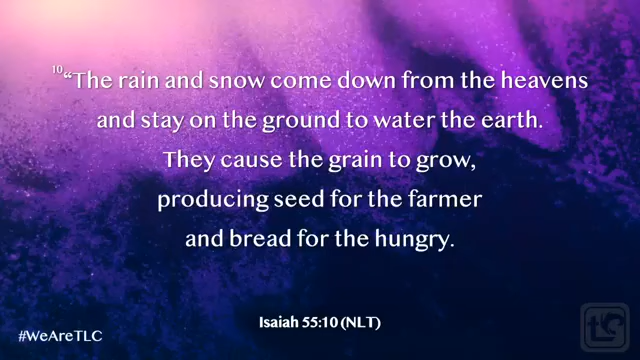 10“The rain and snow come down from the heavens
and stay on the ground to water the earth.
They cause the grain to grow,
producing seed for the farmer
and bread for the hungry.
Isaiah 55:10 (NLT)
#WeAreTLC